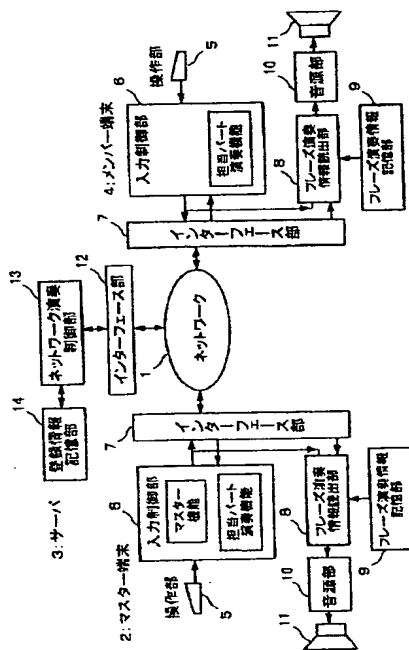 3：サーバ
14
登録情報
記憶部
13
ネットワーク演奏
制御部
12
インターフェース部
1
ネットワーク
2：マスター端末
6
入力制御部
マスター
機能
担当パート
演奏機能
操作部
5
7
インターフェース部
8
フレーズ演奏
情報読出部
9
フレーズ演奏情報
記憶部
10
音源部
11
4：メンバー端末
6
入力制御部
担当パート
演奏機能
操作部
5
7
インターフェース部
8
フレーズ演奏
情報読出部
9
フレーズ演奏情報
記憶部
10
音源部
11